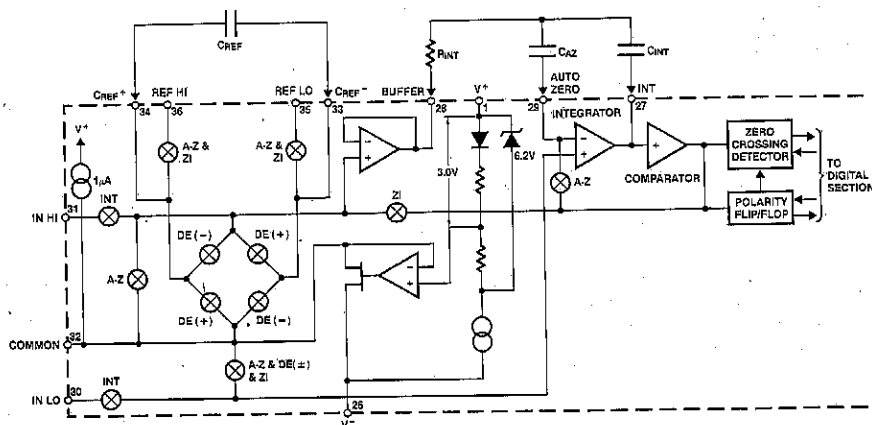 CREF
RINT
CAZ
CINT
CREF+ REF HI REF LO CREF- BUFFER V+ AUTO ZERO INT
34 36 35 33 28 1 29 27
INTEGRATOR
V+
A-Z & ZI
A-Z & ZI
3.0V
6.2V
ZERO CROSSING DETECTOR
1μA
A-Z
COMPARATOR
TO DIGITAL SECTION
IN HI 31 INT
ZI
POLARITY FLIP/FLOP
DE(-) DE(+)
A-Z
DE(+) DE(-)
COMMON 32
A-Z & DE(±) & ZI
INT
IN LO 30
26
V-